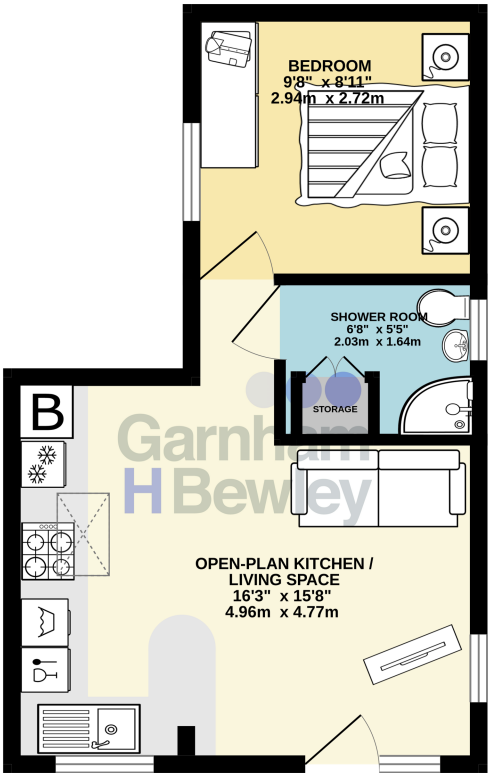 BEDROOM
9'8" x 8'11"
2.94m x 2.72m
SHOWER ROOM
6'8" x 5'5"
2.03m x 1.64m
STORAGE
B
Garnham
H Bewley
OPEN-PLAN KITCHEN /
LIVING SPACE
16'3" x 15'8"
4.96m x 4.77m